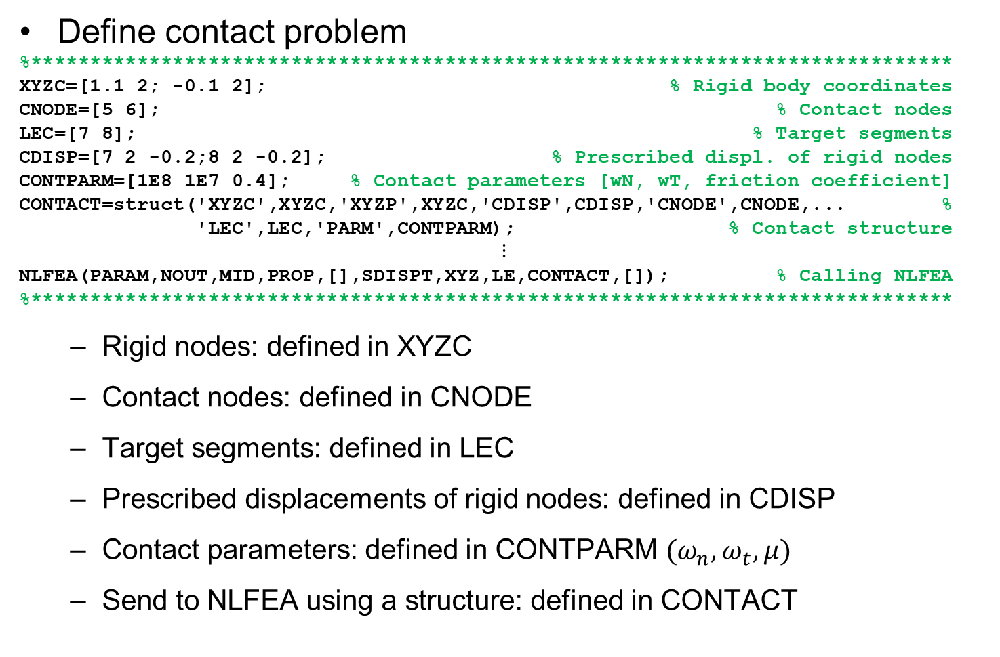 • Define contact problem
%******************************************************************************
XYZC=[1.1 2; -0.1 2]; % Rigid body coordinates
CNODE=[5 6]; % Contact nodes
LEC=[7 8]; % Target segments
CDISP=[7 2 -0.2;8 2 -0.2]; % Prescribed displ. of rigid nodes
CONTPARM=[1E8 1E7 0.4]; % Contact parameters [wN, wT, friction coefficient]
CONTACT=struct('XYZC',XYZC,'XYZP',XYZC,'CDISP',CDISP,'CNODE',CNODE,... %
'LEC',LEC,'PARM',CONTPARM); % Contact structure
⋮
NLFEA(PARAM,NOUT,MID,PROP,[],SDISPT,XYZ,LE,CONTACT,[]); % Calling NLFEA
%******************************************************************************
– Rigid nodes: defined in XYZC
– Contact nodes: defined in CNODE
– Target segments: defined in LEC
– Prescribed displacements of rigid nodes: defined in CDISP
– Contact parameters: defined in CONTPARM (ωₙ, ωₜ, μ)
– Send to NLFEA using a structure: defined in CONTACT